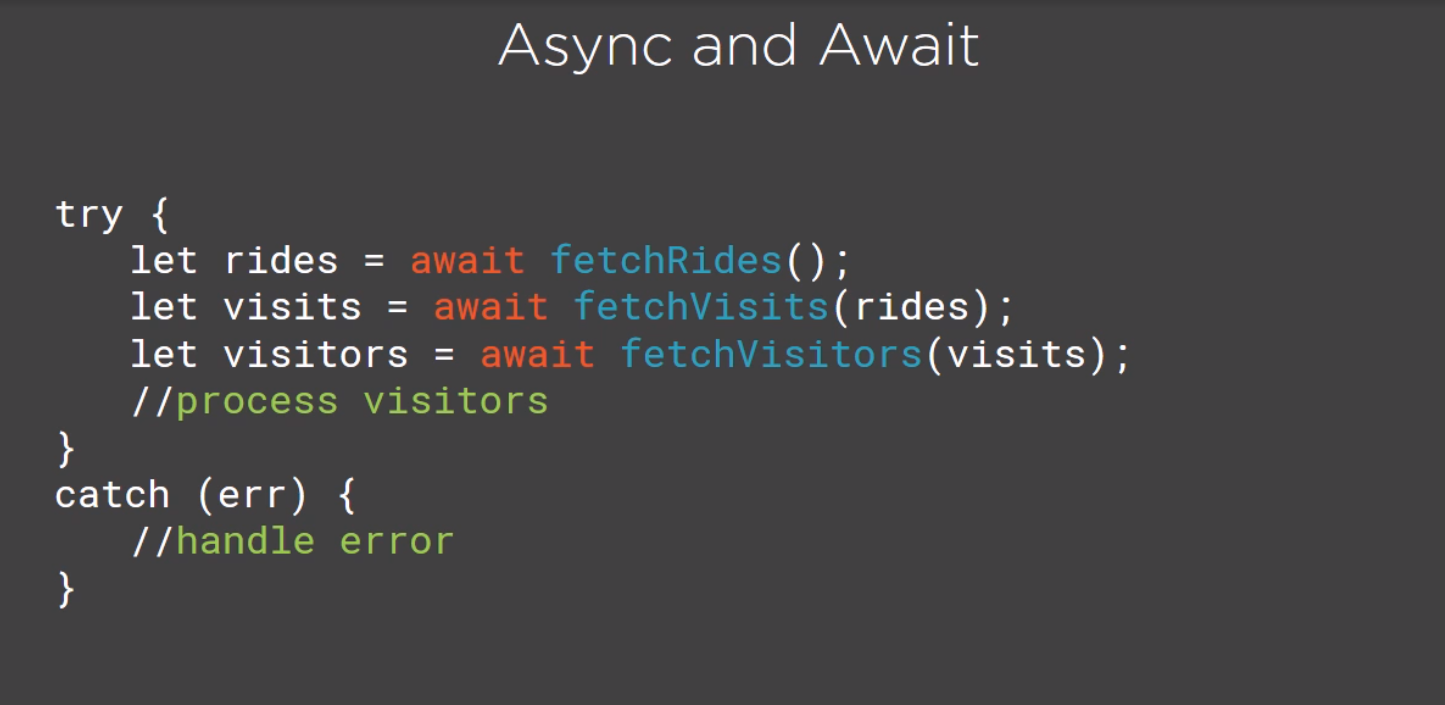 Async and Await
try {
let rides = await fetchRides();
let visits = await fetchVisits(rides);
let visitors = await fetchVisitors(visits);
//process visitors
}
catch (err) {
//handle error
}